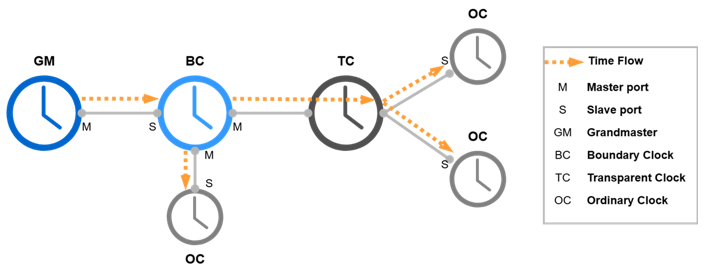 OC
GM
BC
TC
S
M
S
M
M
S
S
OC
OC
Time Flow
M Master port
S Slave port
GM Grandmaster
BC Boundary Clock
TC Transparent Clock
OC Ordinary Clock